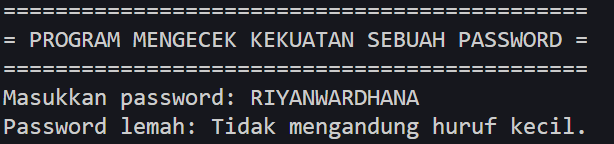 =============================================
= PROGRAM MENGECEK KEKUATAN SEBUAH PASSWORD =
=============================================
Masukkan password: RIYANWARDHANA
Password lemah: Tidak mengandung huruf kecil.